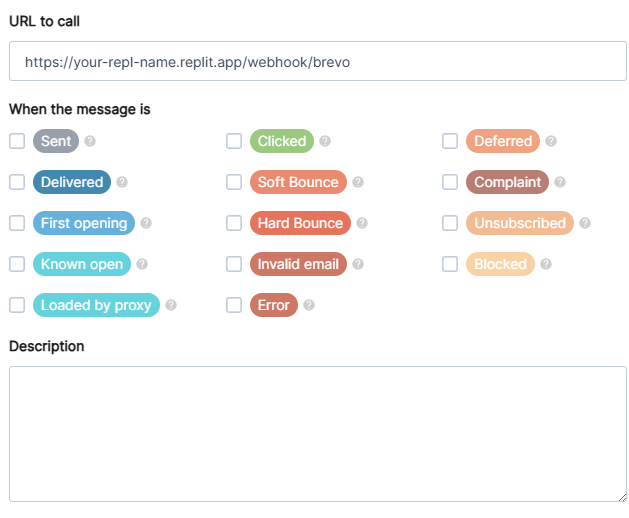 URL to call
https://your-repl-name.replit.app/webhook/brevo
When the message is
Sent ? Clicked ? Deferred ?
Delivered ? Soft Bounce ? Complaint ?
First opening ? Hard Bounce ? Unsubscribed ?
Known open ? Invalid email ? Blocked ?
Loaded by proxy ? Error ?
Description